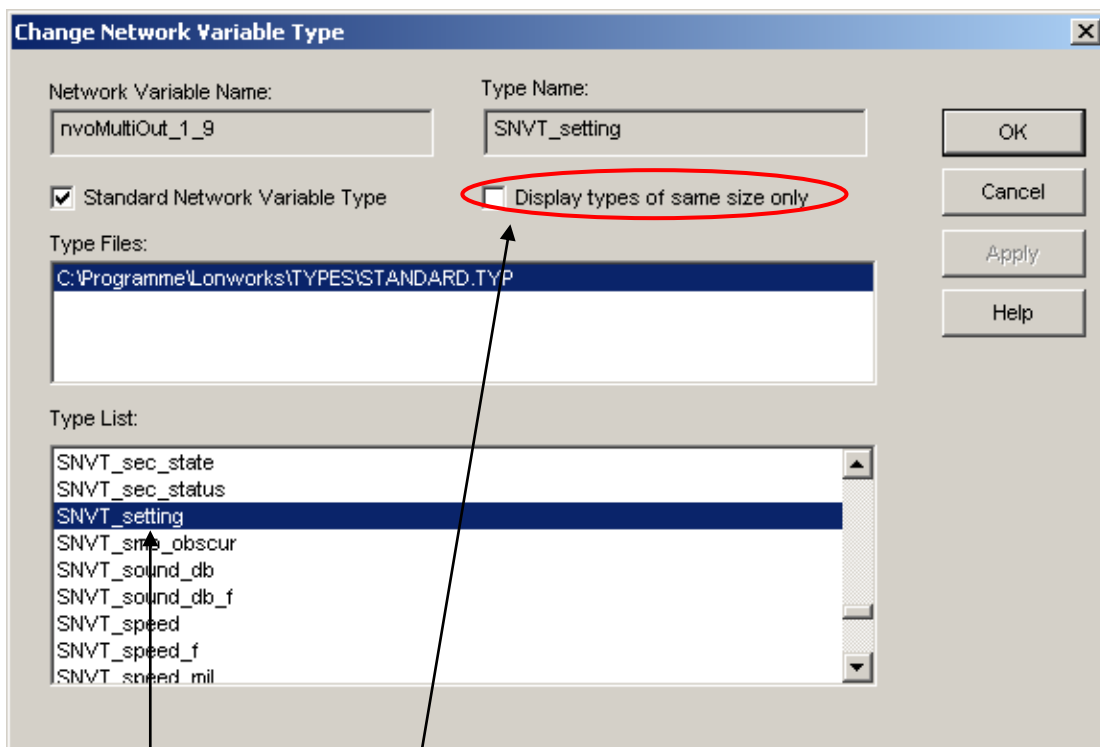 Change Network Variable Type
Network Variable Name:
Type Name:
nvoMultiOut_1_9
SNVT_setting
OK
Standard Network Variable Type
Display types of same size only
Cancel
Type Files:
Apply
C:\Programme\Lonworks\TYPES\STANDARD.TYP
Help
Type List:
SNVT_sec_state
SNVT_sec_status
SNVT_setting
SNVT_smo_obscur
SNVT_sound_db
SNVT_sound_db_f
SNVT_speed
SNVT_speed_f
SNVT_speed_mil